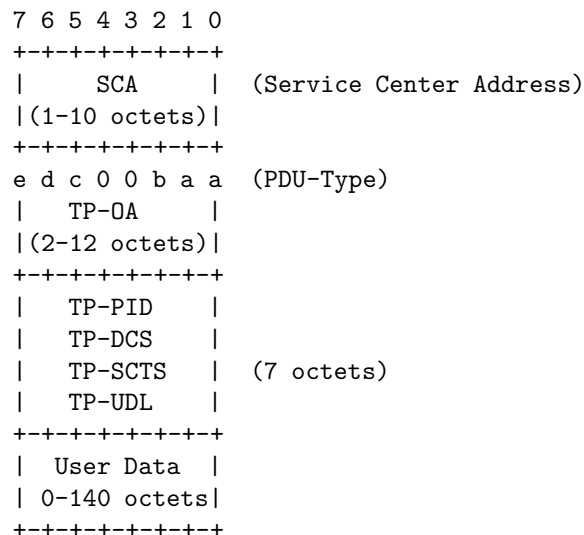 7 6 5 4 3 2 1 0
+-+-+-+-+-+-+-+
|     SCA     |  (Service Center Address)
|(1-10 octets)|
+-+-+-+-+-+-+-+
e d c 0 0 b a a  (PDU-Type)
|   TP-OA     |
|(2-12 octets)|
+-+-+-+-+-+-+-+
|   TP-PID    |
|   TP-DCS    |
|   TP-SCTS   |  (7 octets)
|   TP-UDL    |
+-+-+-+-+-+-+-+
|  User Data  |
| 0-140 octets|
+-+-+-+-+-+-+-+